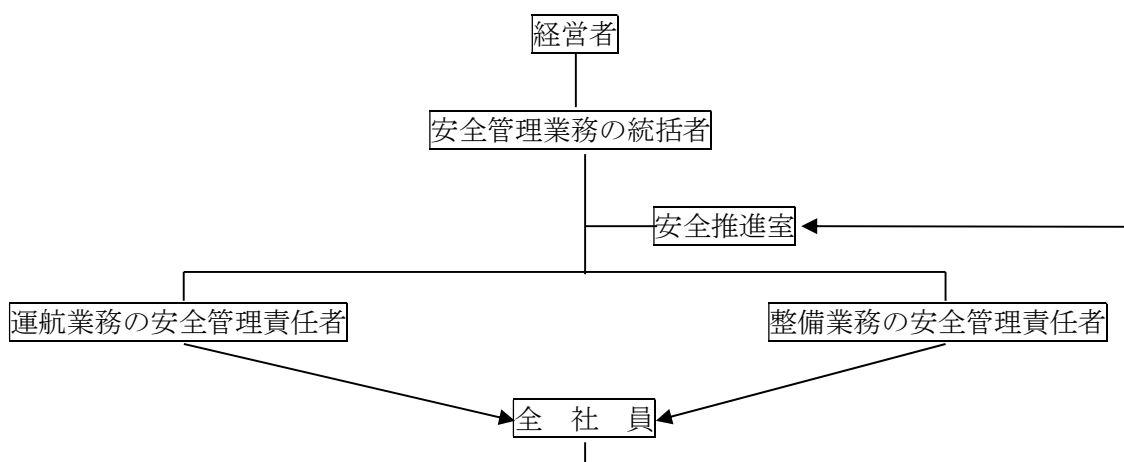 経営者
安全管理業務の統括者
安全推進室
運航業務の安全管理責任者
整備業務の安全管理責任者
全　社　員